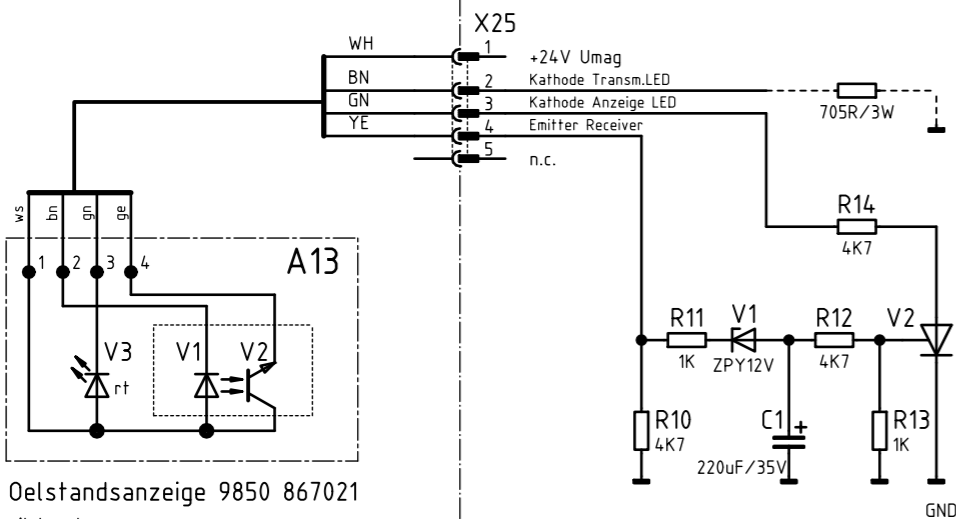 X25
WH
1
+24V Umag
BN
2
Kathode Transm.LED
GN
3
Kathode Anzeige LED
705R/3W
YE
4
Emitter Receiver
5
n.c.
ws
bn
gn
ge
R14
4K7
1
2
3
4
A13
R11
1K
V1
ZPY12V
R12
4K7
V2
V3
rt
V1
V2
R10
4K7
C1
+
220uF/35V
R13
1K
Oelstandsanzeige 9850 867021
GND